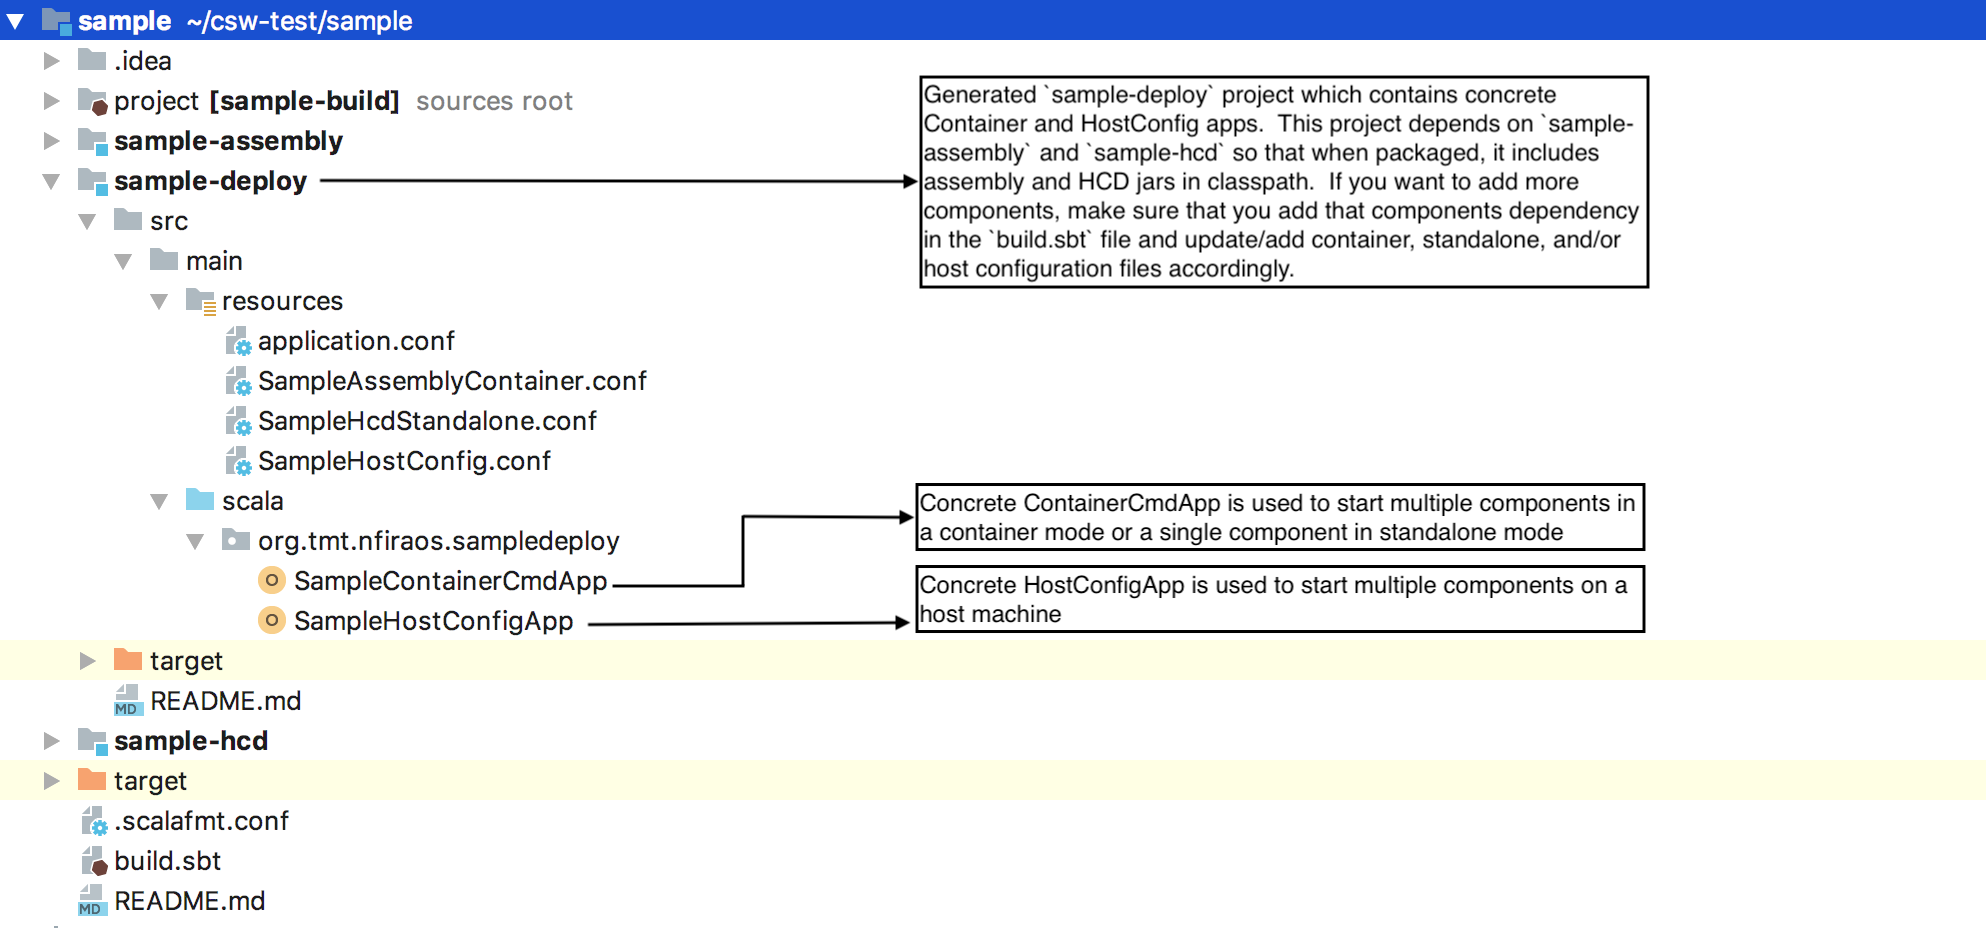 sample ~/csw-test/sample
.idea
project [sample-build] sources root
sample-assembly
sample-deploy
src
main
resources
application.conf
SampleAssemblyContainer.conf
SampleHcdStandalone.conf
SampleHostConfig.conf
scala
org.tmt.nfiraos.sampledeploy
SampleContainerCmdApp
SampleHostConfigApp
target
MD README.md
sample-hcd
target
.scalafmt.conf
build.sbt
MD README.md
Generated `sample-deploy` project which contains concrete
Container and HostConfig apps.  This project depends on `sample-
assembly` and `sample-hcd` so that when packaged, it includes
assembly and HCD jars in classpath.  If you want to add more
components, make sure that you add that components dependency
in the `build.sbt` file and update/add container, standalone, and/or
host configuration files accordingly.
Concrete ContainerCmdApp is used to start multiple components in
a container mode or a single component in standalone mode
Concrete HostConfigApp is used to start multiple components on a
host machine